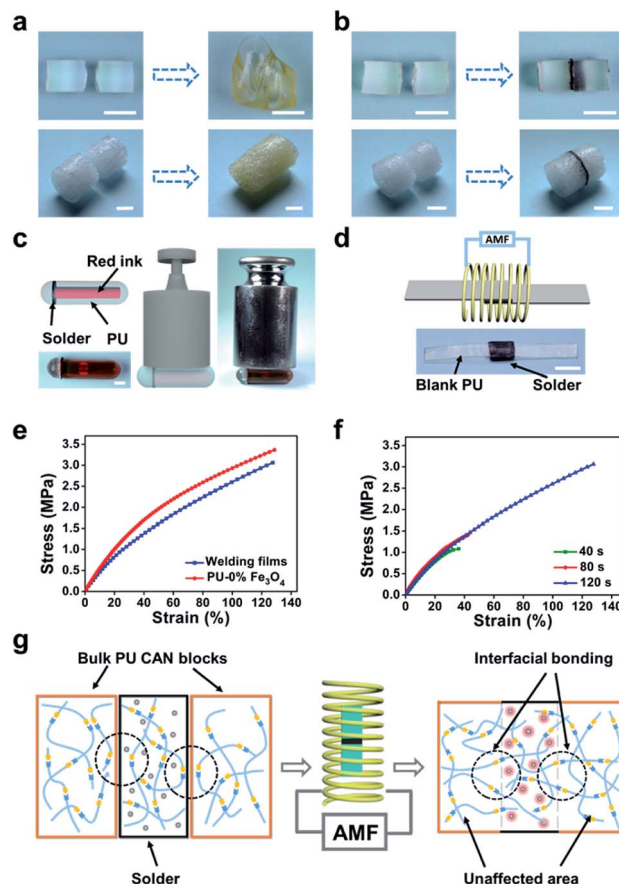 a
b
c
Red ink
Solder
PU
d
AMF
Blank PU
Solder
e
Stress (MPa)
3.5
3.0
2.5
2.0
1.5
1.0
0.5
0.0
Welding films
PU-0% Fe₃O₄
0 20 40 60 80 100 120 140
Strain (%)
f
Stress (MPa)
3.5
3.0
2.5
2.0
1.5
1.0
0.5
0.0
40 s
80 s
120 s
0 20 40 60 80 100 120 140
Strain (%)
g
Bulk PU CAN blocks
Solder
AMF
Interfacial bonding
Unaffected area